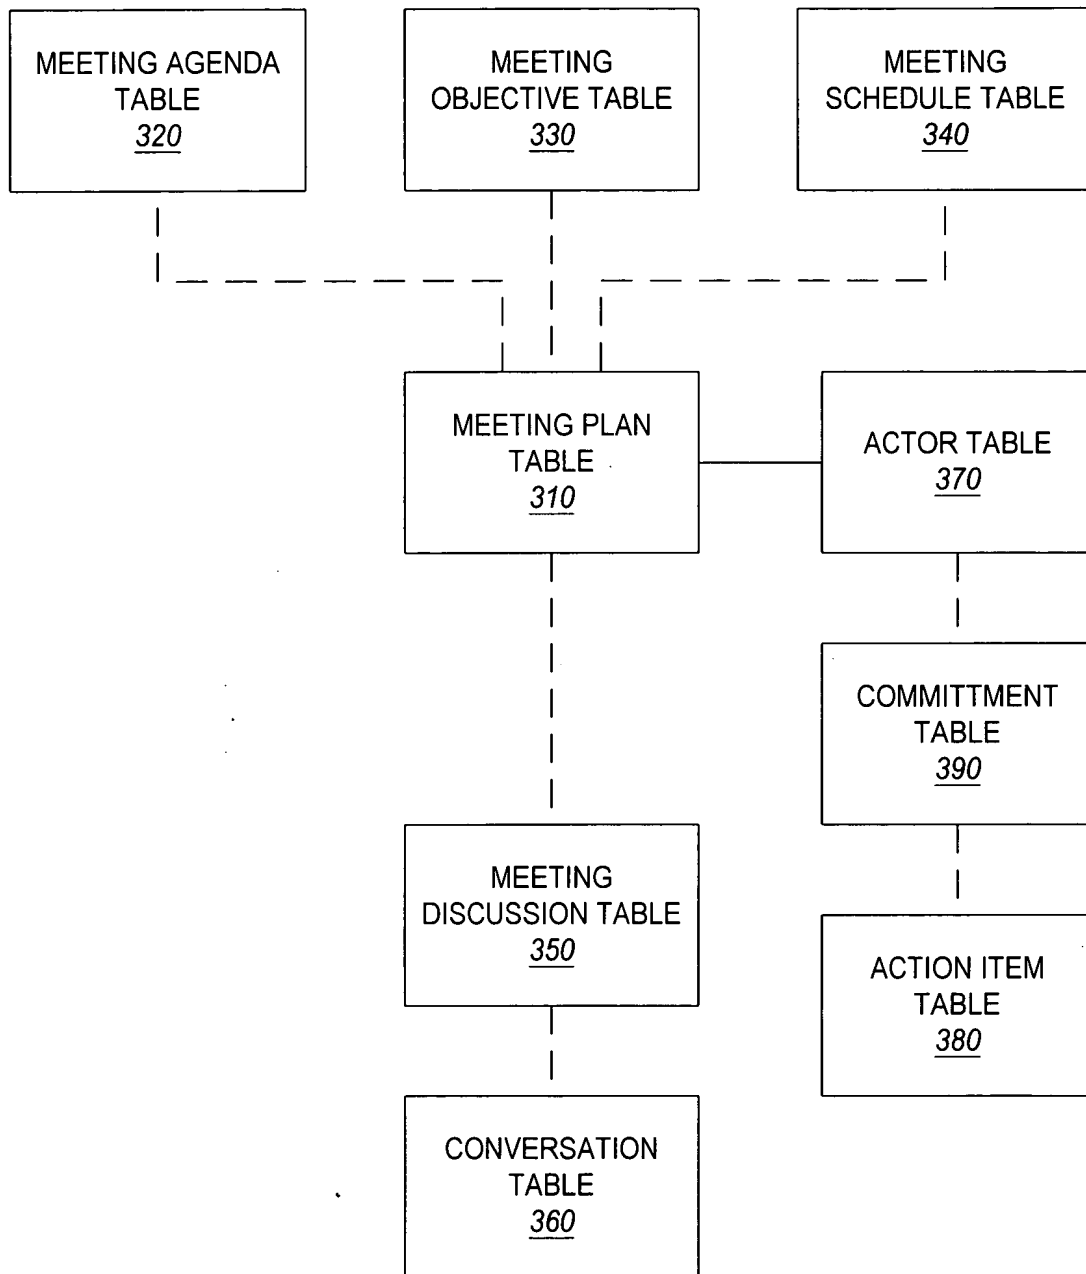 MEETING AGENDA
TABLE
320
MEETING
OBJECTIVE TABLE
330
MEETING
SCHEDULE TABLE
340
MEETING PLAN
TABLE
310
ACTOR TABLE
370
COMMITTMENT
TABLE
390
MEETING
DISCUSSION TABLE
350
ACTION ITEM
TABLE
380
CONVERSATION
TABLE
360